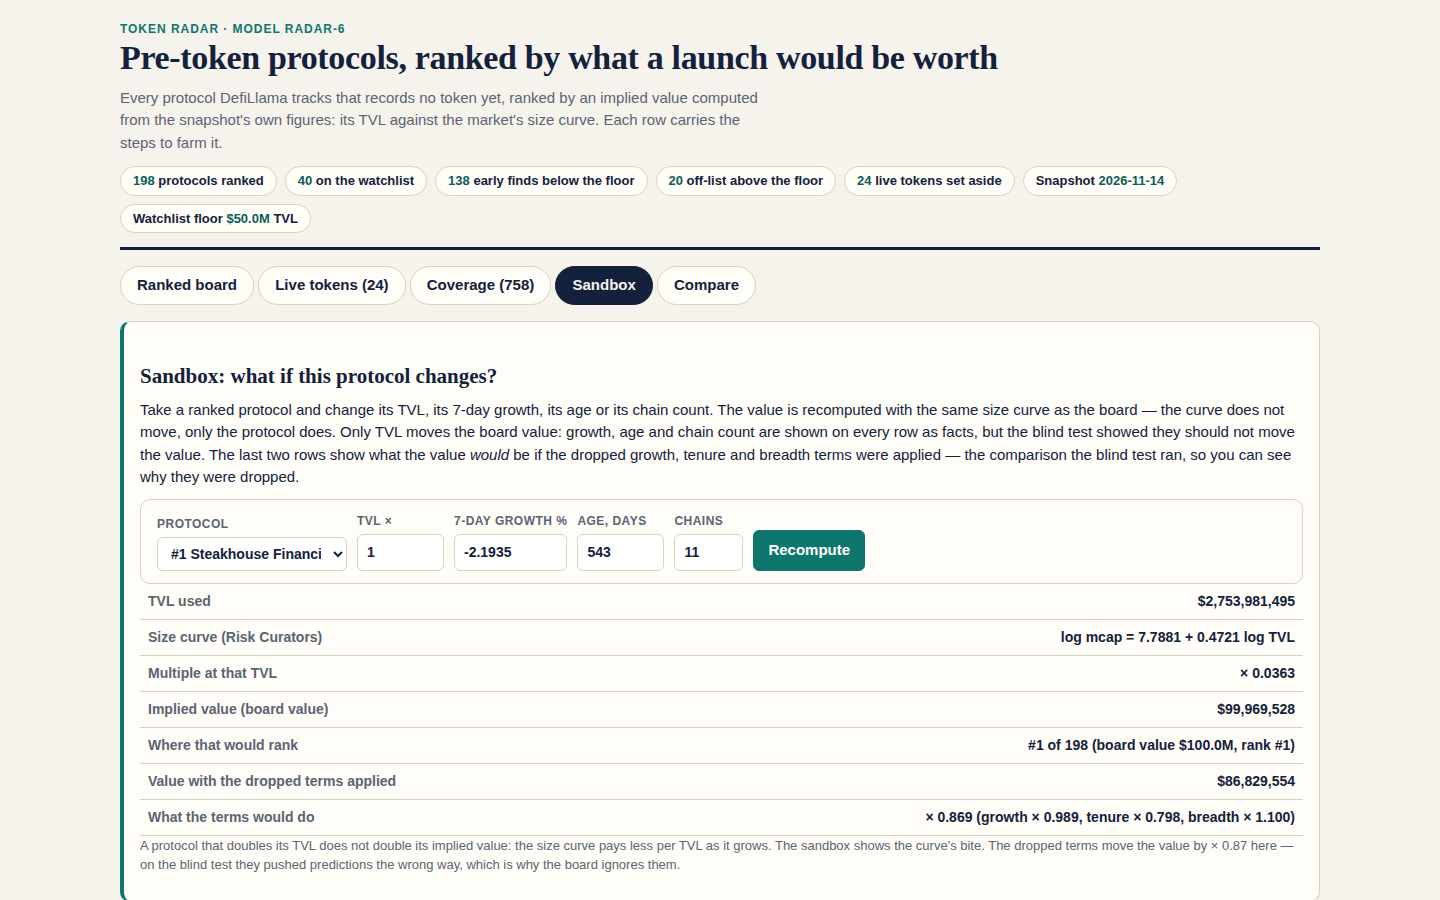 TOKEN RADAR · MODEL RADAR-6
Pre-token protocols, ranked by what a launch would be worth
Every protocol DefiLlama tracks that records no token yet, ranked by an implied value computed
from the snapshot's own figures: its TVL against the market's size curve. Each row carries the
steps to farm it.
198 protocols ranked
40 on the watchlist
138 early finds below the floor
20 off-list above the floor
24 live tokens set aside
Snapshot 2026-11-14
Watchlist floor $50.0M TVL
Ranked board
Live tokens (24)
Coverage (758)
Sandbox
Compare
Sandbox: what if this protocol changes?
Take a ranked protocol and change its TVL, its 7-day growth, its age or its chain count. The value is recomputed with the same size curve as the board — the curve does not
move, only the protocol does. Only TVL moves the board value: growth, age and chain count are shown on every row as facts, but the blind test showed they should not move
the value. The last two rows show what the value would be if the dropped growth, tenure and breadth terms were applied — the comparison the blind test ran, so you can see
why they were dropped.
PROTOCOL
#1 Steakhouse Financi
TVL ×
1
7-DAY GROWTH %
-2.1935
AGE, DAYS
543
CHAINS
11
Recompute
TVL used $2,753,981,495
Size curve (Risk Curators) log mcap = 7.7881 + 0.4721 log TVL
Multiple at that TVL × 0.0363
Implied value (board value) $99,969,528
Where that would rank #1 of 198 (board value $100.0M, rank #1)
Value with the dropped terms applied $86,829,554
What the terms would do × 0.869 (growth × 0.989, tenure × 0.798, breadth × 1.100)
A protocol that doubles its TVL does not double its implied value: the size curve pays less per TVL as it grows. The sandbox shows the curve's bite. The dropped terms move the value by × 0.87 here —
on the blind test they pushed predictions the wrong way, which is why the board ignores them.